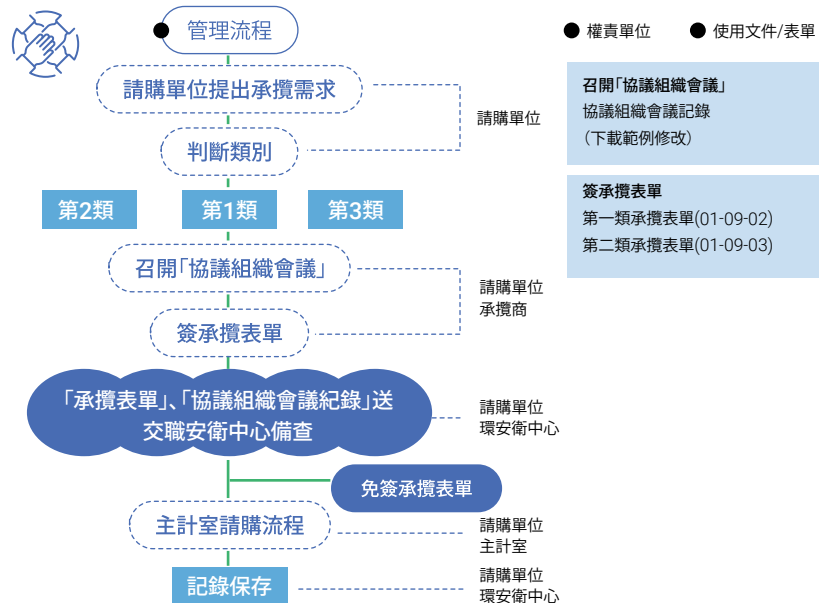 管理流程
權責單位
使用文件/表單
請購單位提出承攬需求
請購單位
判斷類別
第2類
第1類
第3類
召開「協議組織會議」
請購單位
承攬商
簽承攬表單
「承攬表單」、「協議組織會議紀錄」送
交職安衛中心備查
請購單位
環安衛中心
免簽承攬表單
主計室請購流程
請購單位
主計室
記錄保存
請購單位
環安衛中心
召開「協議組織會議」
協議組織會議記錄
（下載範例修改）
簽承攬表單
第一類承攬表單(01-09-02)
第二類承攬表單(01-09-03)